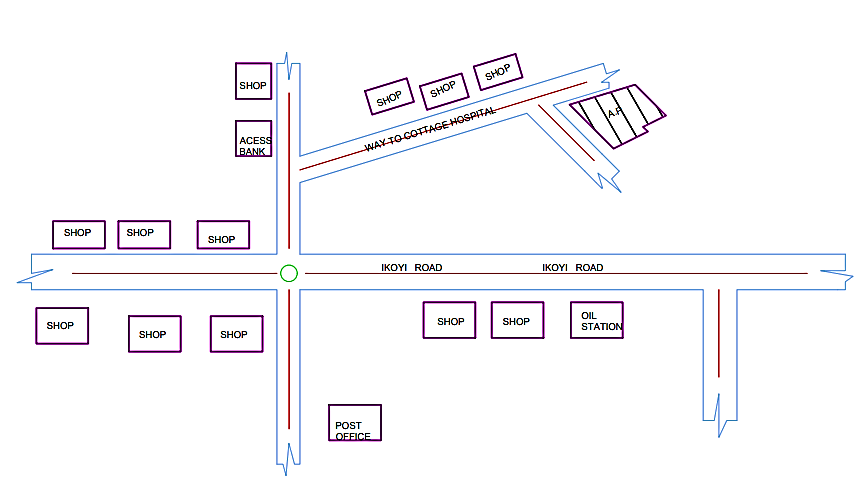 SHOP
SHOP
SHOP
SHOP
A.P
ACESS
BANK
WAY TO COTTAGE HOSPITAL
SHOP
SHOP
SHOP
IKOYI ROAD
IKOYI ROAD
SHOP
SHOP
SHOP
SHOP
SHOP
OIL
STATION
POST
OFFICE